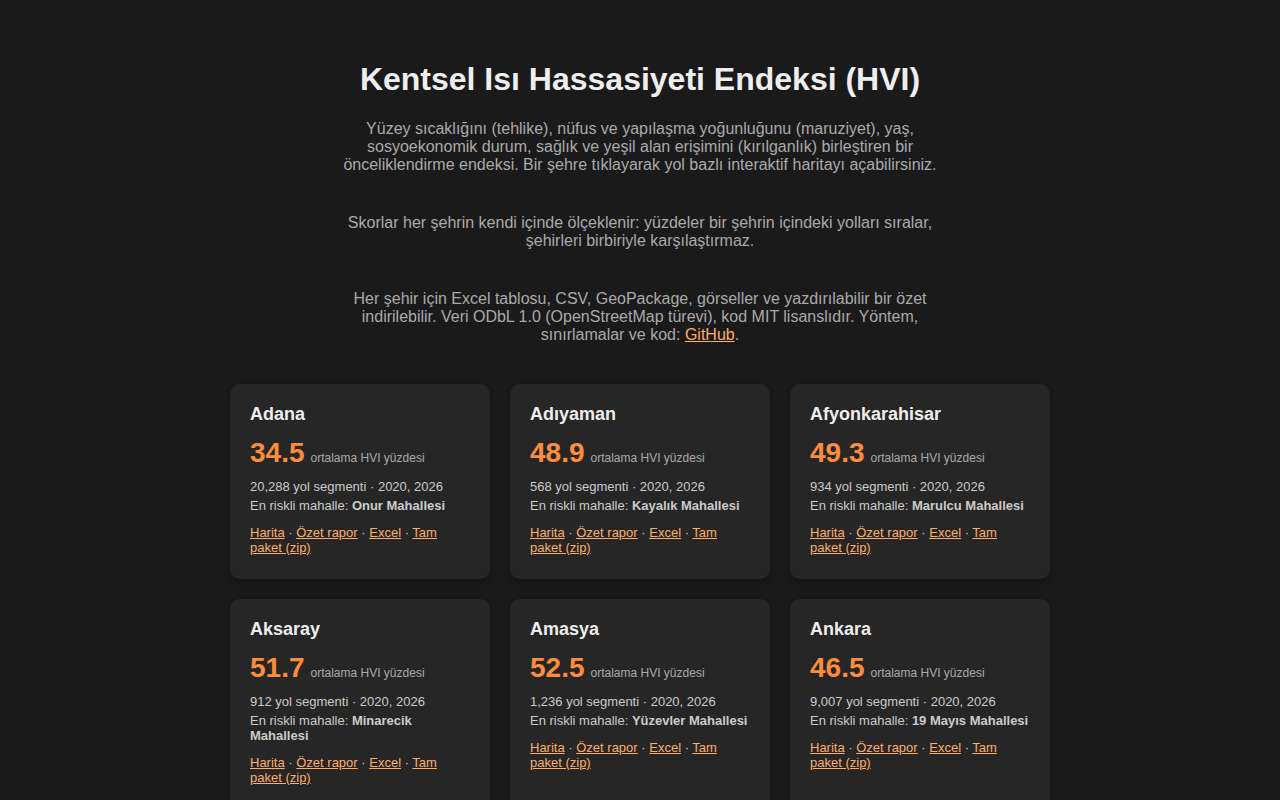 Kentsel Isı Hassasiyeti Endeksi (HVI)
Yüzey sıcaklığını (tehlike), nüfus ve yapılaşma yoğunluğunu (maruziyet), yaş,
sosyoekonomik durum, sağlık ve yeşil alan erişimini (kırılganlık) birleştiren bir
önceliklendirme endeksi. Bir şehre tıklayarak yol bazlı interaktif haritayı açabilirsiniz.
Skorlar her şehrin kendi içinde ölçeklenir: yüzdeler bir şehrin içindeki yolları sıralar,
şehirleri birbiriyle karşılaştırmaz.
Her şehir için Excel tablosu, CSV, GeoPackage, görseller ve yazdırılabilir bir özet
indirilebilir. Veri ODbL 1.0 (OpenStreetMap türevi), kod MIT lisanslıdır. Yöntem,
sınırlamalar ve kod: GitHub.
Adana
34.5 ortalama HVI yüzdesi
20,288 yol segmenti · 2020, 2026
En riskli mahalle: Onur Mahallesi
Harita · Özet rapor · Excel · Tam
paket (zip)
Adıyaman
48.9 ortalama HVI yüzdesi
568 yol segmenti · 2020, 2026
En riskli mahalle: Kayalık Mahallesi
Harita · Özet rapor · Excel · Tam
paket (zip)
Afyonkarahisar
49.3 ortalama HVI yüzdesi
934 yol segmenti · 2020, 2026
En riskli mahalle: Marulcu Mahallesi
Harita · Özet rapor · Excel · Tam
paket (zip)
Aksaray
51.7 ortalama HVI yüzdesi
912 yol segmenti · 2020, 2026
En riskli mahalle: Minarecik
Mahallesi
Harita · Özet rapor · Excel · Tam
paket (zip)
Amasya
52.5 ortalama HVI yüzdesi
1,236 yol segmenti · 2020, 2026
En riskli mahalle: Yüzevler Mahallesi
Harita · Özet rapor · Excel · Tam
paket (zip)
Ankara
46.5 ortalama HVI yüzdesi
9,007 yol segmenti · 2020, 2026
En riskli mahalle: 19 Mayıs Mahallesi
Harita · Özet rapor · Excel · Tam
paket (zip)